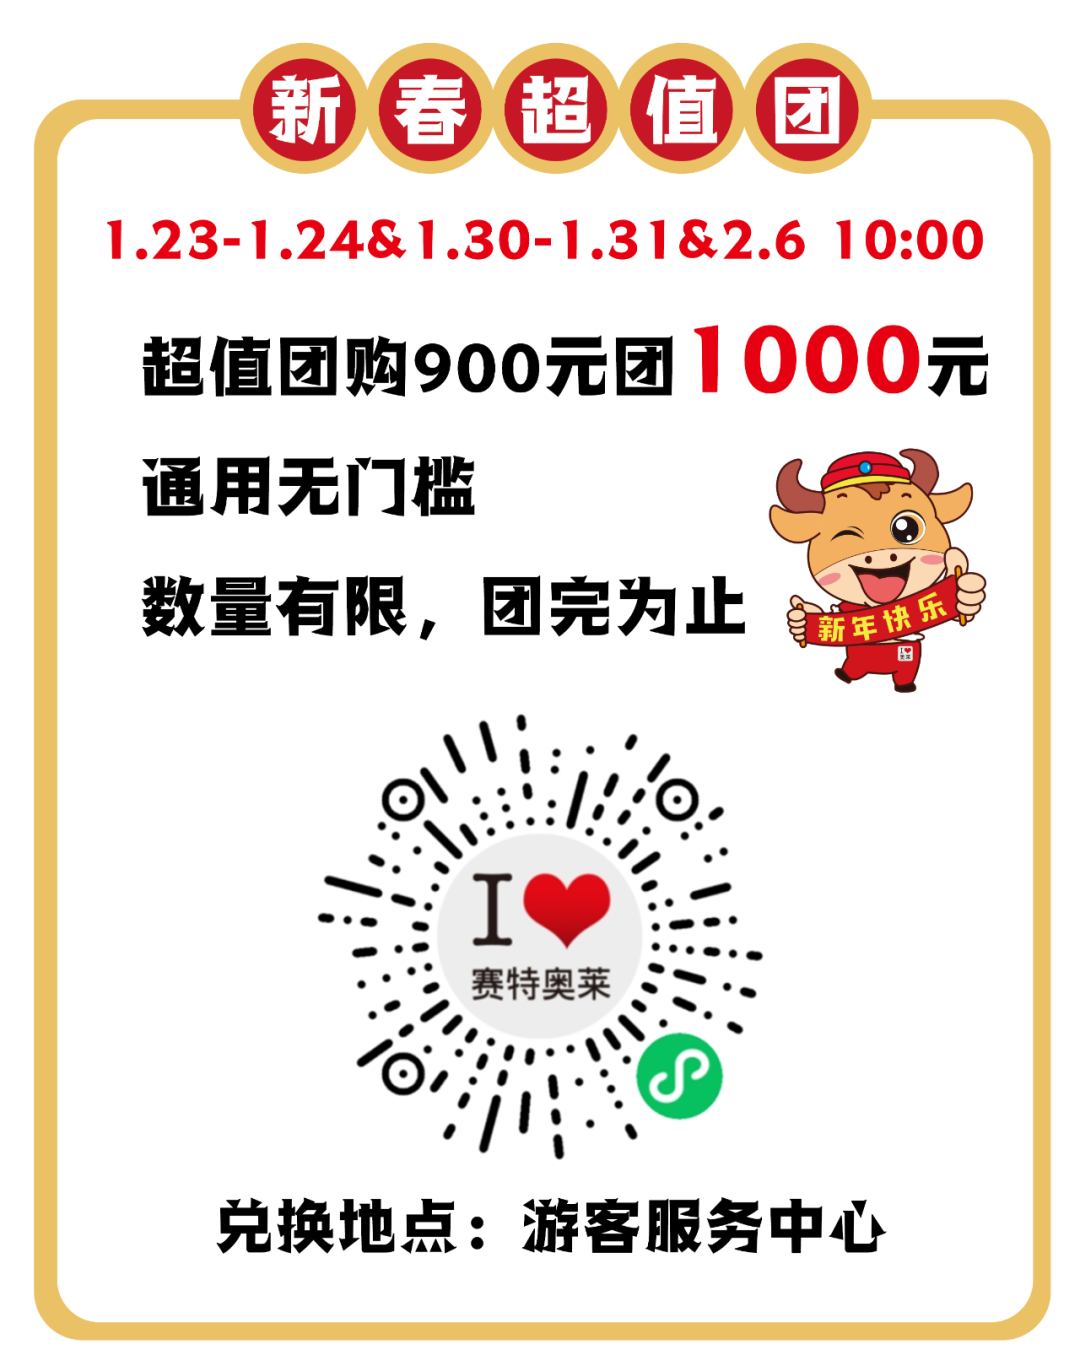 新春超值团
1.23-1.24&1.30-1.31&2.6 10:00
超值团购900元团1000元
通用无门槛
数量有限，团完为止
新年快乐
I❤
奥莱
I❤
赛特奥莱
兑换地点：游客服务中心